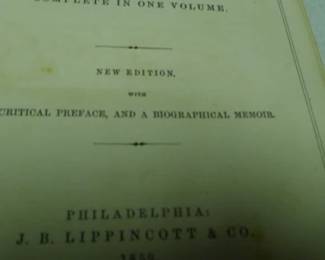 COMPLETE IN ONE VOLUME.
NEW EDITION,
WITH
CRITICAL PREFACE, AND A BIOGRAPHICAL MEMOIR.
PHILADELPHIA:
J. B. LIPPINCOTT & CO.